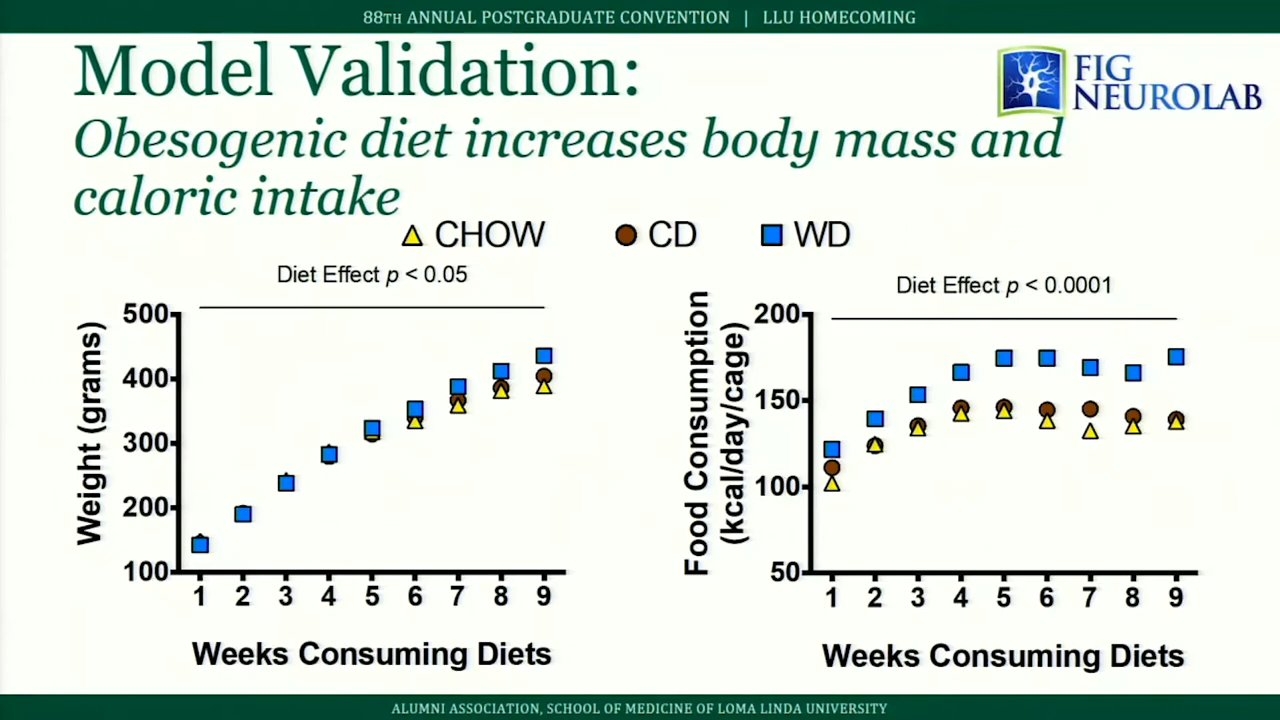 88TH ANNUAL POSTGRADUATE CONVENTION | LLU HOMECOMING
Model Validation:
FIG
NEUROLAB
Obesogenic diet increases body mass and
caloric intake
CHOW CD WD
Diet Effect p < 0.05
Weight (grams)
500
400
300
200
100
1 2 3 4 5 6 7 8 9
Weeks Consuming Diets
Diet Effect p < 0.0001
Food Consumption
(kcal/day/cage)
200
150
100
50
1 2 3 4 5 6 7 8 9
Weeks Consuming Diets
ALUMNI ASSOCIATION, SCHOOL OF MEDICINE OF LOMA LINDA UNIVERSITY